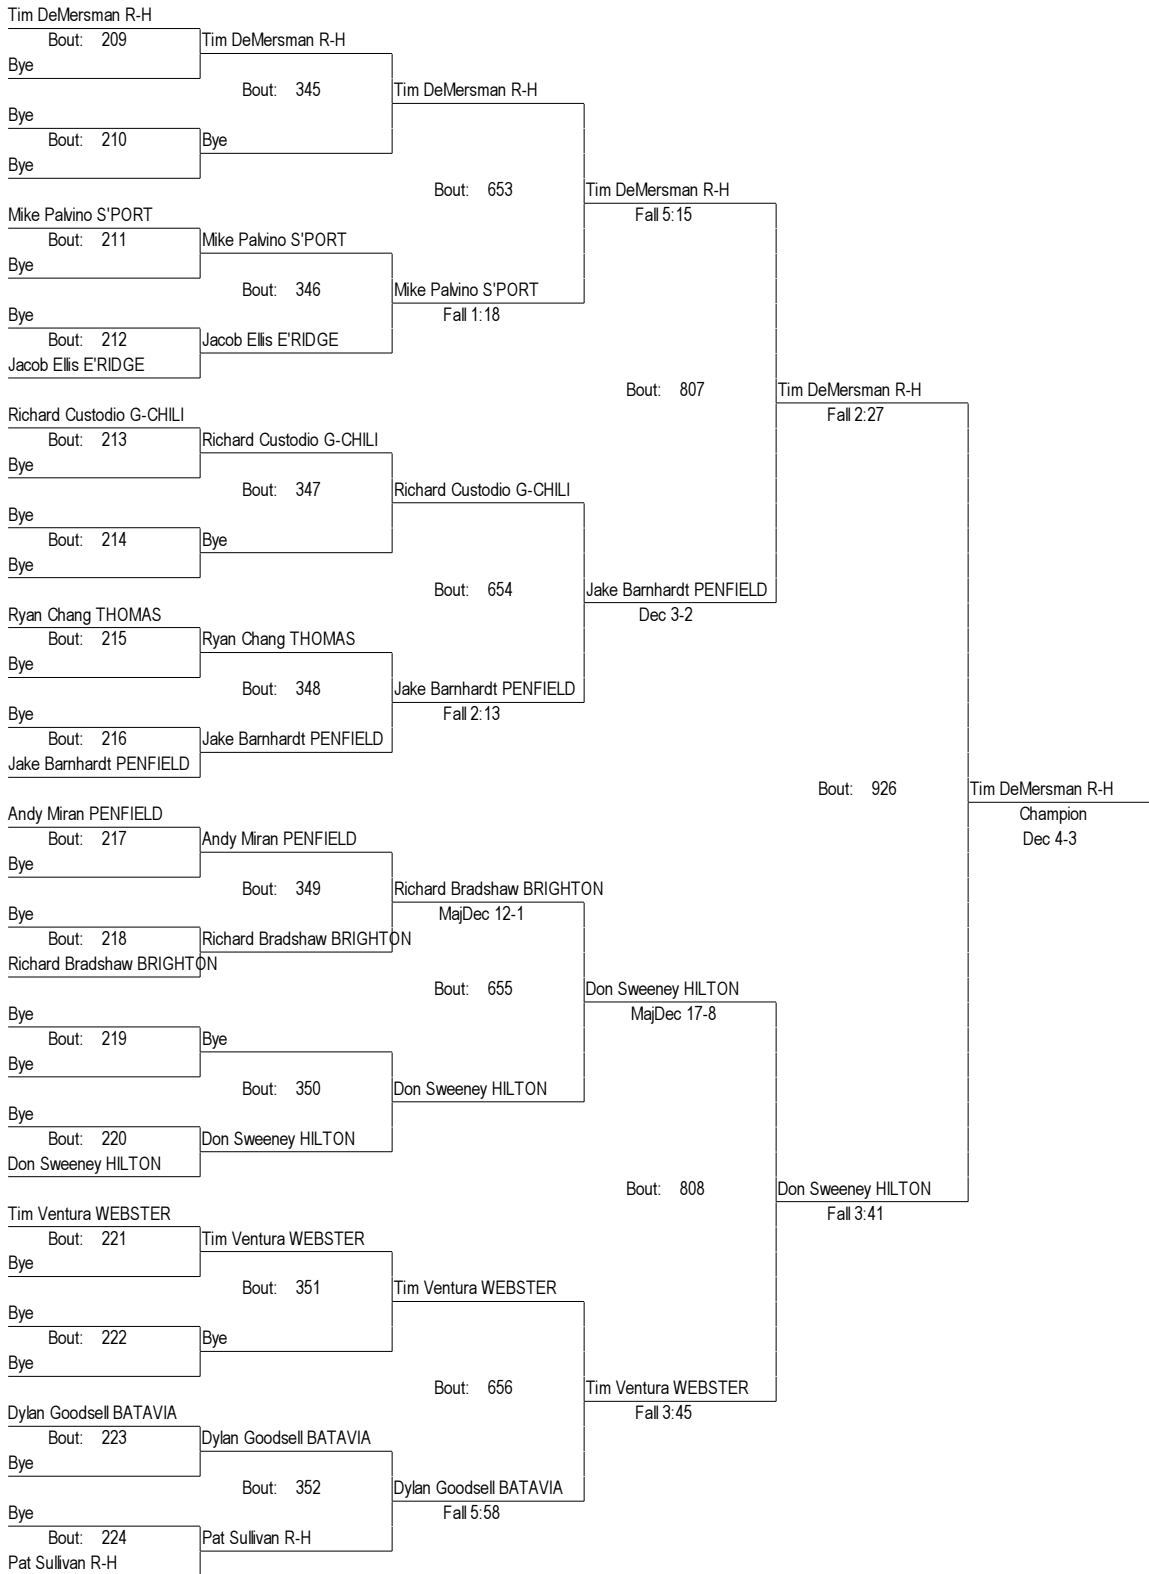 Tim DeMersman R-H
Bout: 209
Tim DeMersman R-H
Bye
Bout: 345
Tim DeMersman R-H
Bye
Bout: 210
Bye
Bye
Bout: 653
Tim DeMersman R-H
Fall 5:15
Mike Palvino S'PORT
Bout: 211
Mike Palvino S'PORT
Bye
Bout: 346
Mike Palvino S'PORT
Fall 1:18
Bye
Bout: 212
Jacob Ellis E'RIDGE
Jacob Ellis E'RIDGE
Bout: 807
Tim DeMersman R-H
Fall 2:27
Richard Custodio G-CHILI
Bout: 213
Richard Custodio G-CHILI
Bye
Bout: 347
Richard Custodio G-CHILI
Bye
Bout: 214
Bye
Bye
Bout: 654
Jake Barnhardt PENFIELD
Dec 3-2
Ryan Chang THOMAS
Bout: 215
Ryan Chang THOMAS
Bye
Bout: 348
Jake Barnhardt PENFIELD
Fall 2:13
Bye
Bout: 216
Jake Barnhardt PENFIELD
Jake Barnhardt PENFIELD
Bout: 926
Tim DeMersman R-H
Champion
Dec 4-3
Andy Miran PENFIELD
Bout: 217
Andy Miran PENFIELD
Bye
Bout: 349
Richard Bradshaw BRIGHTON
MajDec 12-1
Bye
Bout: 218
Richard Bradshaw BRIGHTON
Richard Bradshaw BRIGHTON
Bout: 655
Don Sweeney HILTON
MajDec 17-8
Bye
Bout: 219
Bye
Bye
Bout: 350
Don Sweeney HILTON
Bye
Bout: 220
Don Sweeney HILTON
Don Sweeney HILTON
Bout: 808
Don Sweeney HILTON
Fall 3:41
Tim Ventura WEBSTER
Bout: 221
Tim Ventura WEBSTER
Bye
Bout: 351
Tim Ventura WEBSTER
Bye
Bout: 222
Bye
Bye
Bout: 656
Tim Ventura WEBSTER
Fall 3:45
Dylan Goodsell BATAVIA
Bout: 223
Dylan Goodsell BATAVIA
Bye
Bout: 352
Dylan Goodsell BATAVIA
Fall 5:58
Bye
Bout: 224
Pat Sullivan R-H
Pat Sullivan R-H